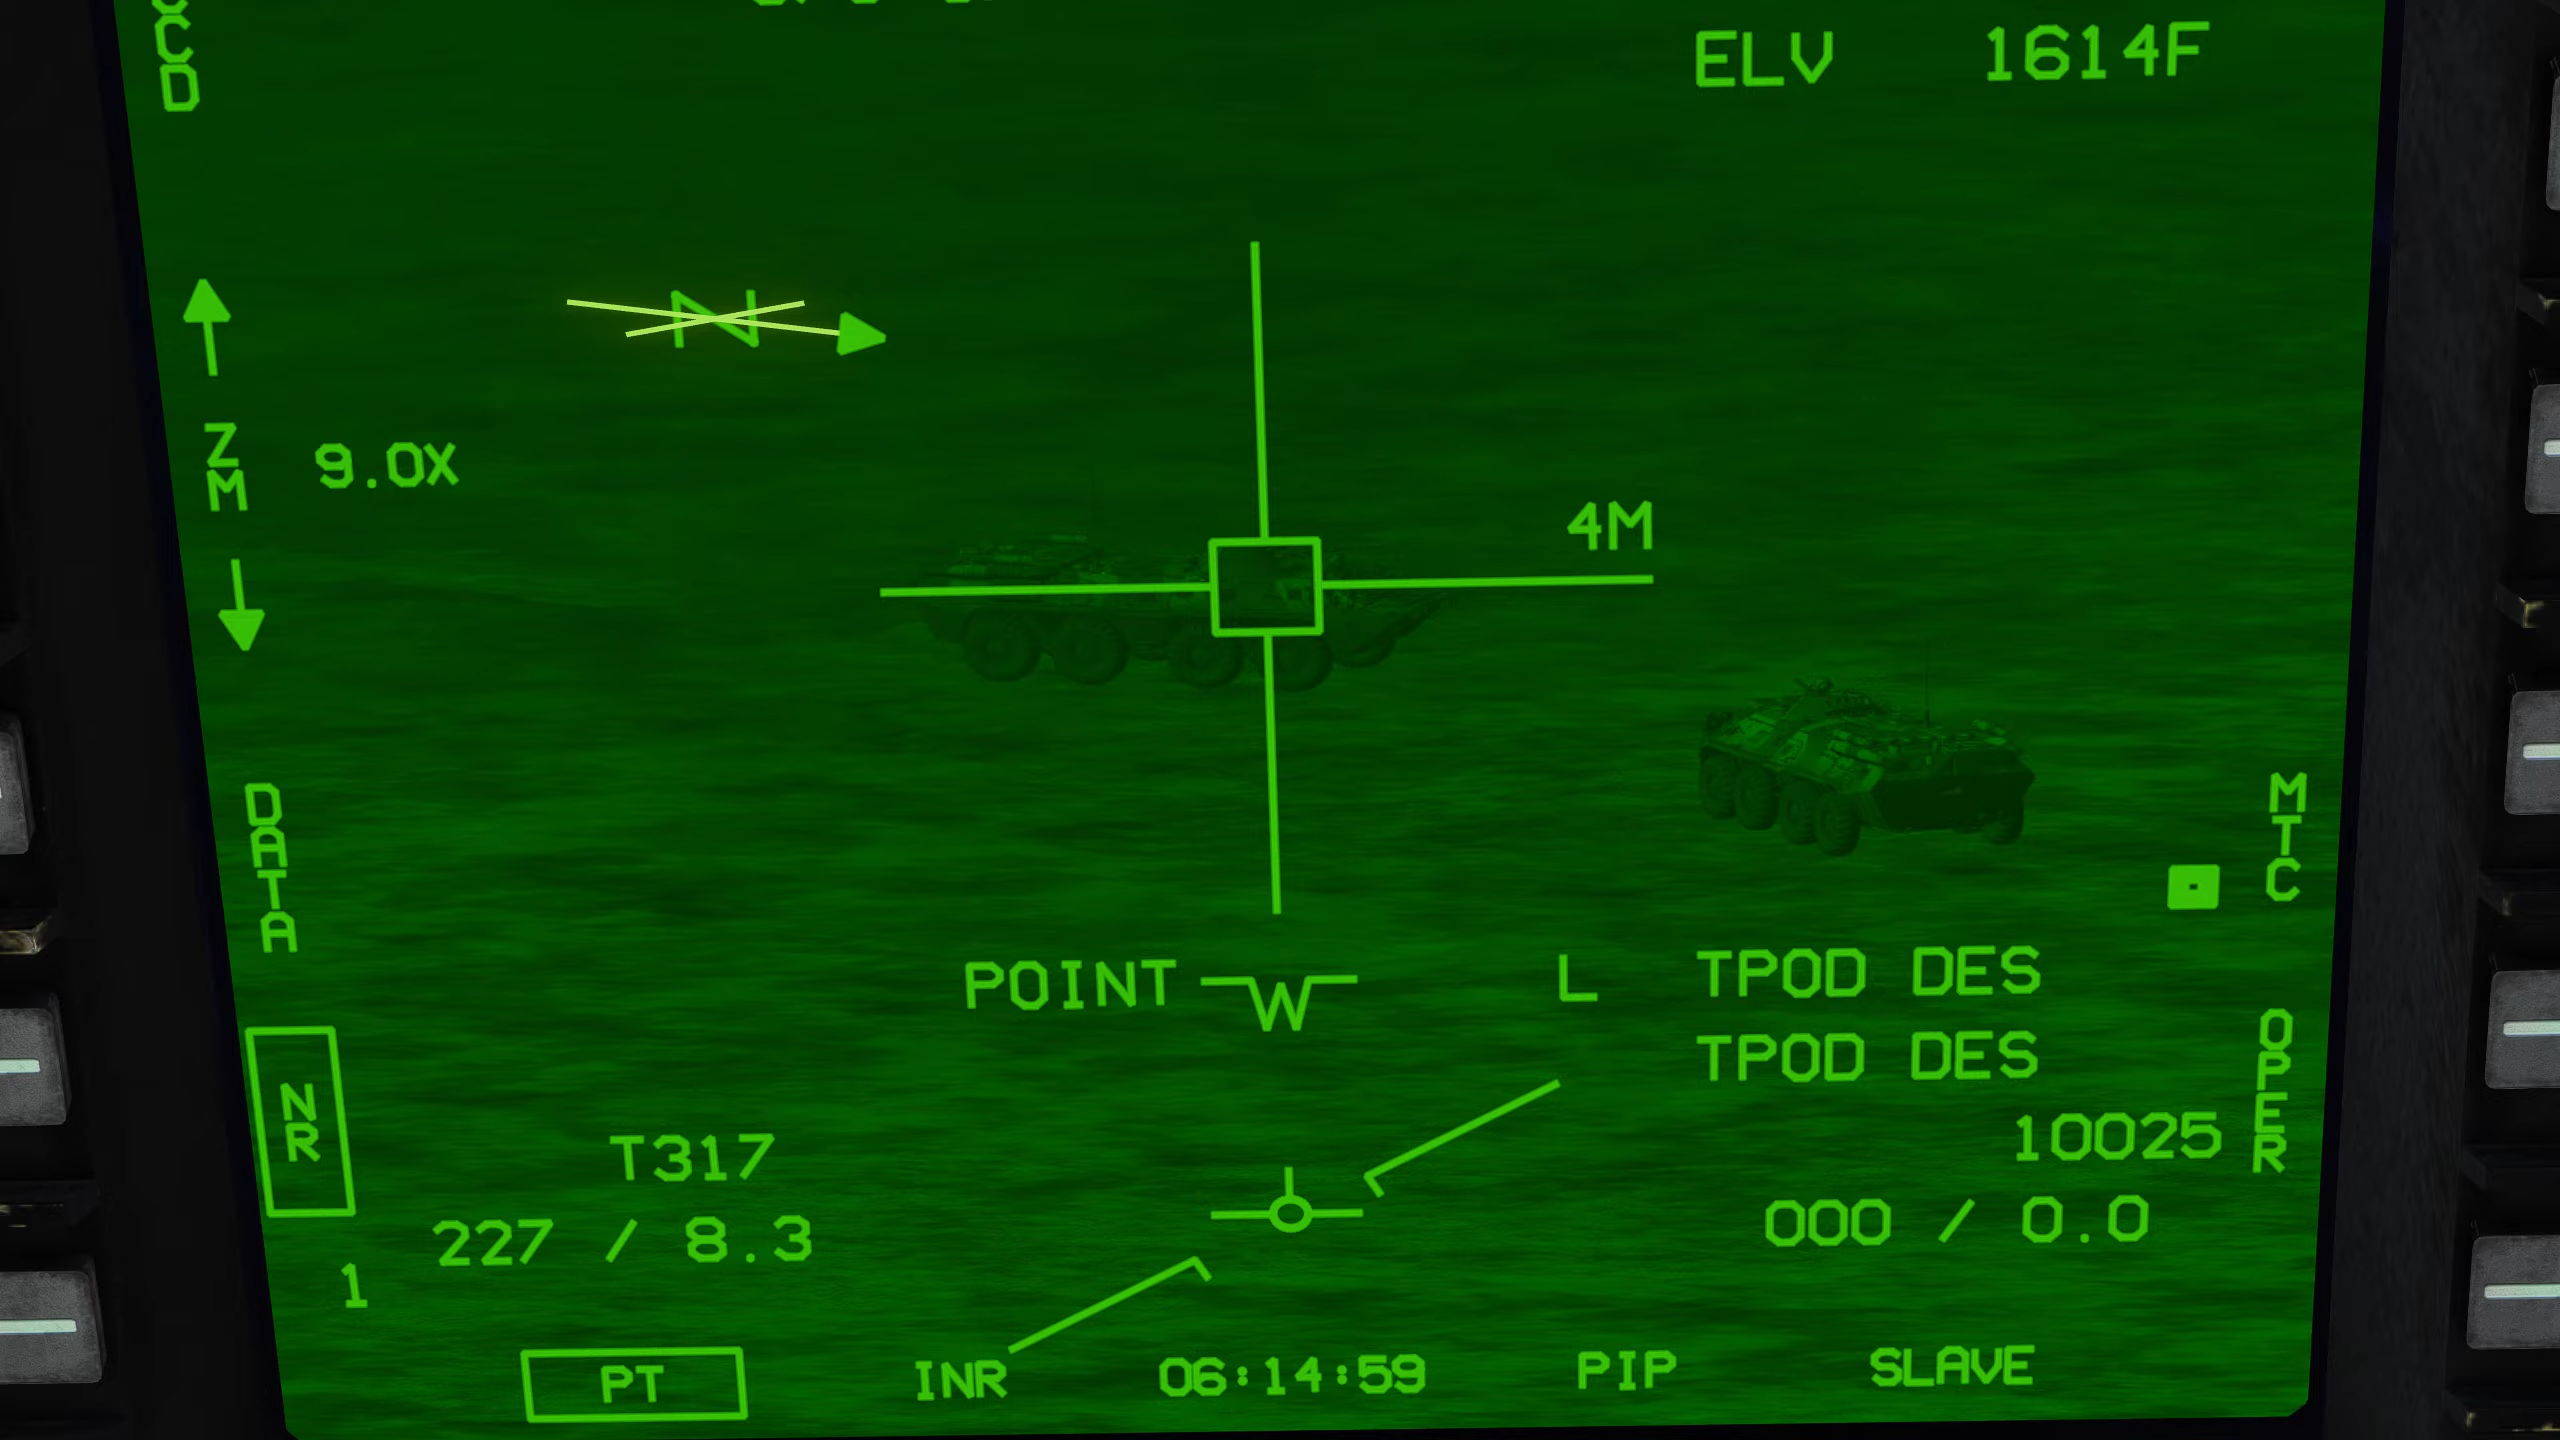 XCD
ELV 1614F
N
ZM 9.0X
4M
DATA
MTC
POINT W L TPOD DES
TPOD DES
OPER
NR
T317
10025
227 / 8.3
000 / 0.0
1
PT INR 06:14:59 PIP SLAVE